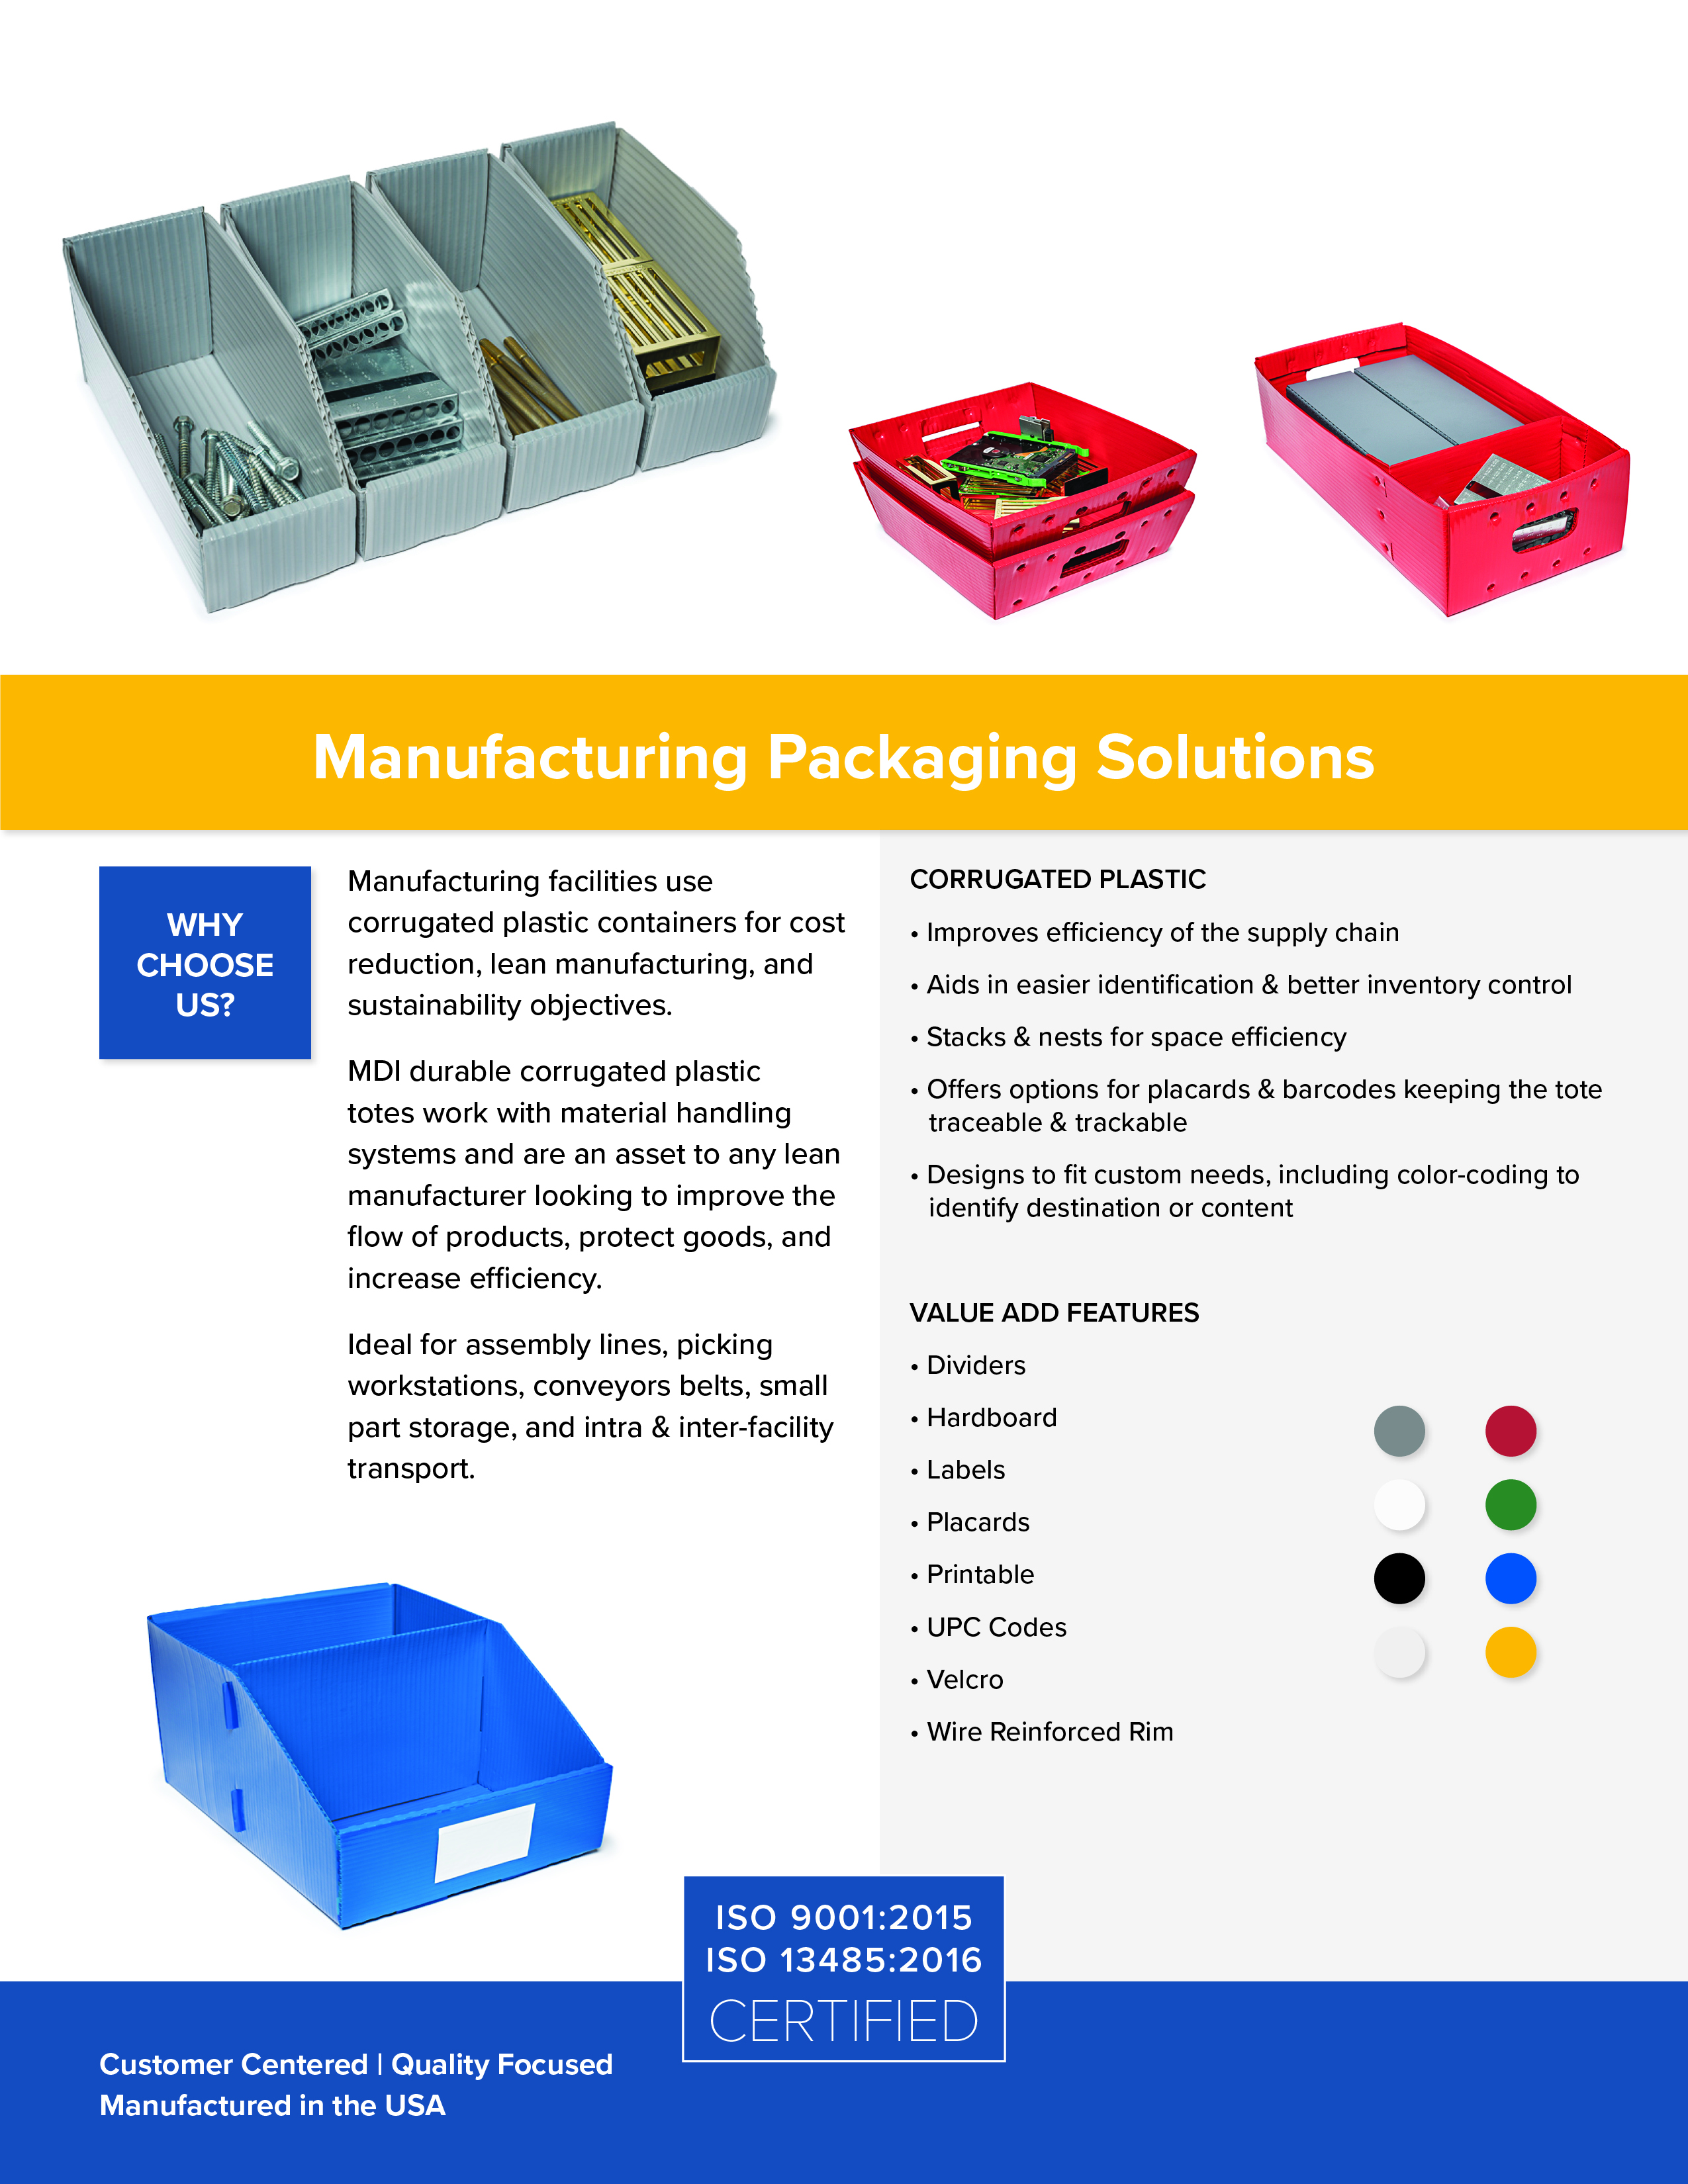 Manufacturing Packaging Solutions
WHY
CHOOSE
US?
Manufacturing facilities use
corrugated plastic containers for cost
reduction, lean manufacturing, and
sustainability objectives.
MDI durable corrugated plastic
totes work with material handling
systems and are an asset to any lean
manufacturer looking to improve the
flow of products, protect goods, and
increase efficiency.
Ideal for assembly lines, picking
workstations, conveyors belts, small
part storage, and intra & inter-facility
transport.
CORRUGATED PLASTIC
• Improves efficiency of the supply chain
• Aids in easier identification & better inventory control
• Stacks & nests for space efficiency
• Offers options for placards & barcodes keeping the tote
traceable & trackable
• Designs to fit custom needs, including color-coding to
identify destination or content
VALUE ADD FEATURES
• Dividers
• Hardboard
• Labels
• Placards
• Printable
• UPC Codes
• Velcro
• Wire Reinforced Rim
ISO 9001:2015
ISO 13485:2016
CERTIFIED
Customer Centered | Quality Focused
Manufactured in the USA